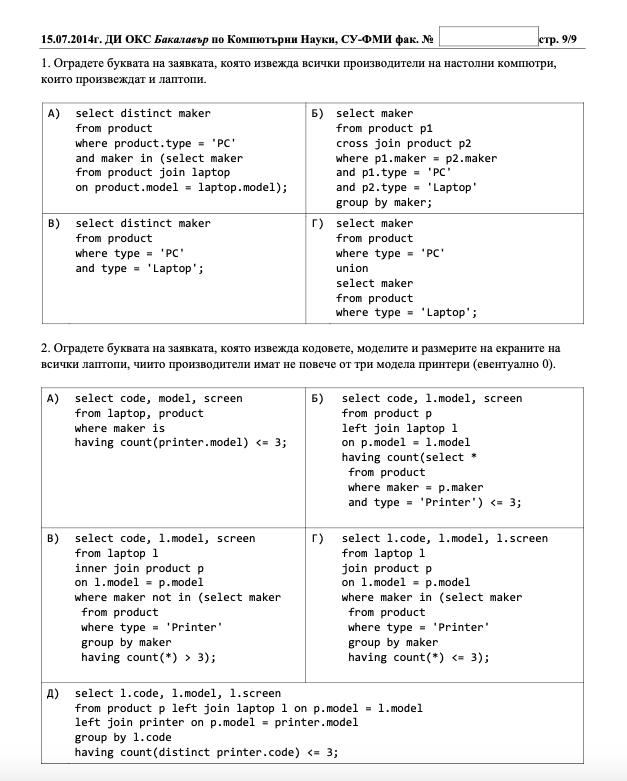 15.07.2014г. ДИ ОКС Бакалавър по Компютърни Науки, СУ-ФМИ фак. № стр. 9/9
1. Оградете буквата на заявката, която извежда всички производители на настолни компютри,
които произвеждат и лаптопи.
А) select distinct maker
from product
where product.type = 'PC'
and maker in (select maker
from product join laptop
on product.model = laptop.model);
Б) select maker
from product p1
cross join product p2
where p1.maker = p2.maker
and p1.type = 'PC'
and p2.type = 'Laptop'
group by maker;
В) select distinct maker
from product
where type = 'PC'
and type = 'Laptop';
Г) select maker
from product
where type = 'PC'
union
select maker
from product
where type = 'Laptop';
2. Оградете буквата на заявката, която извежда кодовете, моделите и размерите на екраните на
всички лаптопи, чиито производители имат не повече от три модела принтери (евентуално 0).
А) select code, model, screen
from laptop, product
where maker is
having count(printer.model) <= 3;
Б) select code, l.model, screen
from product p
left join laptop l
on p.model = l.model
having count(select *
from product
where maker = p.maker
and type = 'Printer') <= 3;
В) select code, l.model, screen
from laptop l
inner join product p
on l.model = p.model
where maker not in (select maker
from product
where type = 'Printer'
group by maker
having count(*) > 3);
Г) select l.code, l.model, l.screen
from laptop l
join product p
on l.model = p.model
where maker in (select maker
from product
where type = 'Printer'
group by maker
having count(*) <= 3);
Д) select l.code, l.model, l.screen
from product p left join laptop l on p.model = l.model
left join printer on p.model = printer.model
group by l.code
having count(distinct printer.code) <= 3;